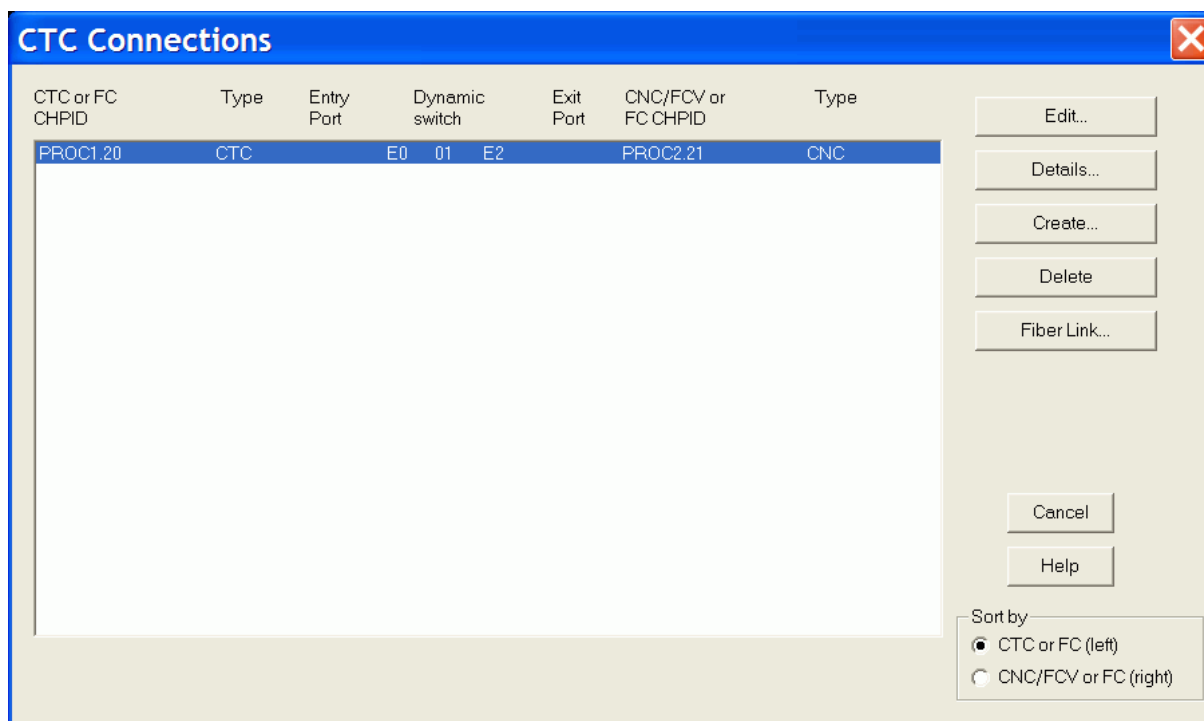 CTC Connections
CTC or FC CHPID Type Entry Port Dynamic switch Exit Port CNC/FCV or FC CHPID Type
PROC1.20 CTC E0 01 E2 PROC2.21 CNC
Edit...
Details...
Create...
Delete
Fiber Link...
Cancel
Help
Sort by
CTC or FC (left)
CNC/FCV or FC (right)